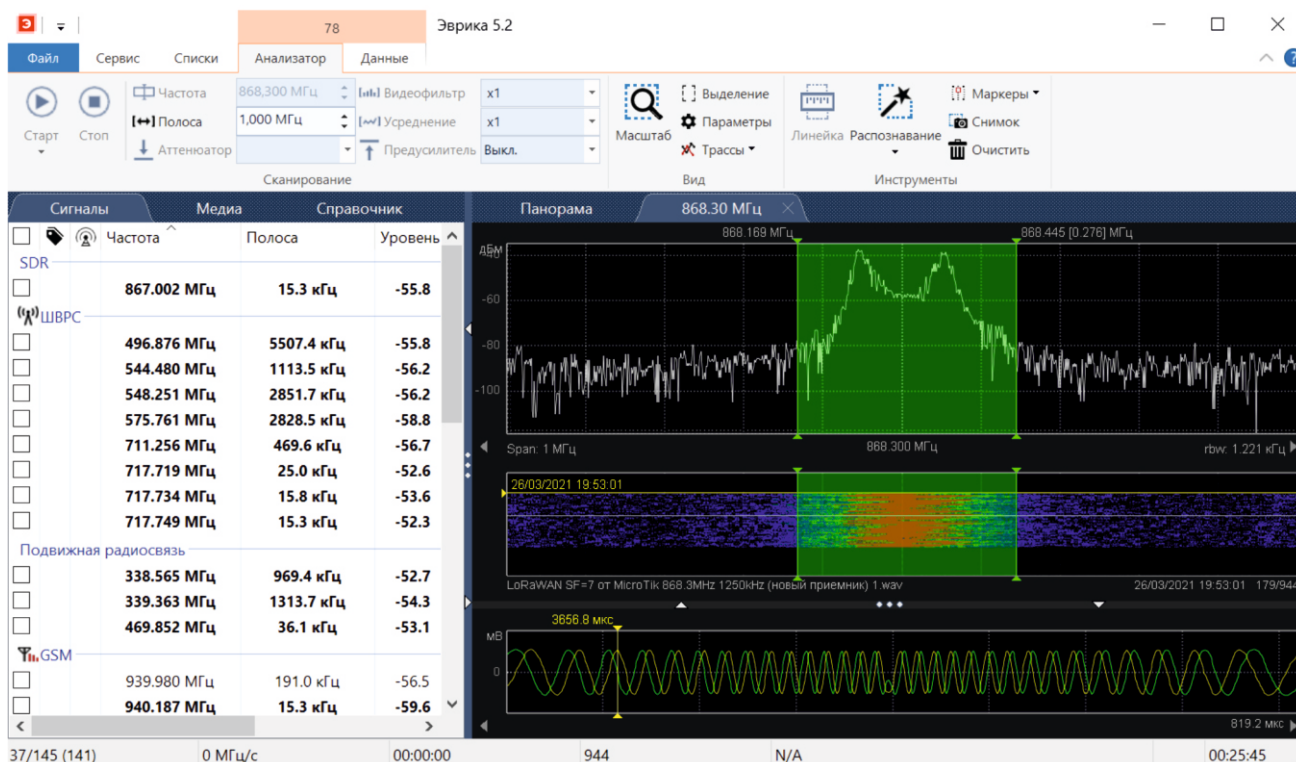 Э 78 Эврика 5.2
Файл Сервис Списки Анализатор Данные
Частота 868,300 МГц Видеофильтр x1 Выделение Маркеры
Полоса 1,000 МГц Усреднение x1 Параметры Снимок
Старт Стоп Масштаб Линейка Распознавание
Аттенюатор Предусилитель Выкл. Трассы Очистить
Сканирование Вид Инструменты
Сигналы Медиа Справочник Панорама 868.30 МГц
Частота Полоса Уровень
SDR
867.002 МГц 15.3 кГц -55.8
ШВРС
496.876 МГц 5507.4 кГц -55.8
544.480 МГц 1113.5 кГц -56.2
548.251 МГц 2851.7 кГц -56.2
575.761 МГц 2828.5 кГц -58.8
711.256 МГц 469.6 кГц -56.7
717.719 МГц 25.0 кГц -52.6
717.734 МГц 15.8 кГц -53.6
717.749 МГц 15.3 кГц -52.3
Подвижная радиосвязь
338.565 МГц 969.4 кГц -52.7
339.363 МГц 1313.7 кГц -54.3
469.852 МГц 36.1 кГц -53.1
GSM
939.980 МГц 191.0 кГц -56.5
940.187 МГц 15.3 кГц -59.6
868.169 МГц 868.445 [0.276] МГц
дБм
-40
-60
-80
-100
Span: 1 МГц 868.300 МГц rbw: 1.221 кГц
26/03/2021 19:53:01
LoRaWAN SF=7 от MicroTik 868.3MHz 1250kHz (новый приемник) 1.wav 26/03/2021 19:53:01 179/944
3656.8 мкс
мВ
0
819.2 мкс
37/145 (141) 0 МГц/с 00:00:00 944 N/A 00:25:45